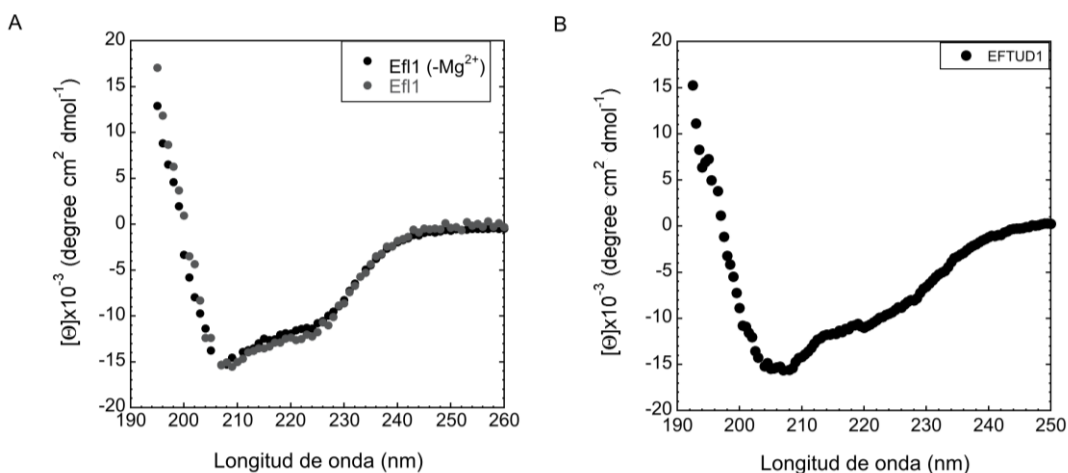 A
B
[Θ]x10⁻³ (degree cm² dmol⁻¹)
20
15
10
5
0
-5
-10
-15
-20
190 200 210 220 230 240 250 260
Longitud de onda (nm)
Efl1 (-Mg²⁺)
Efl1
[Θ]x10⁻³ (degree cm² dmol⁻¹)
20
15
10
5
0
-5
-10
-15
-20
190 200 210 220 230 240 250
Longitud de onda (nm)
EFTUD1